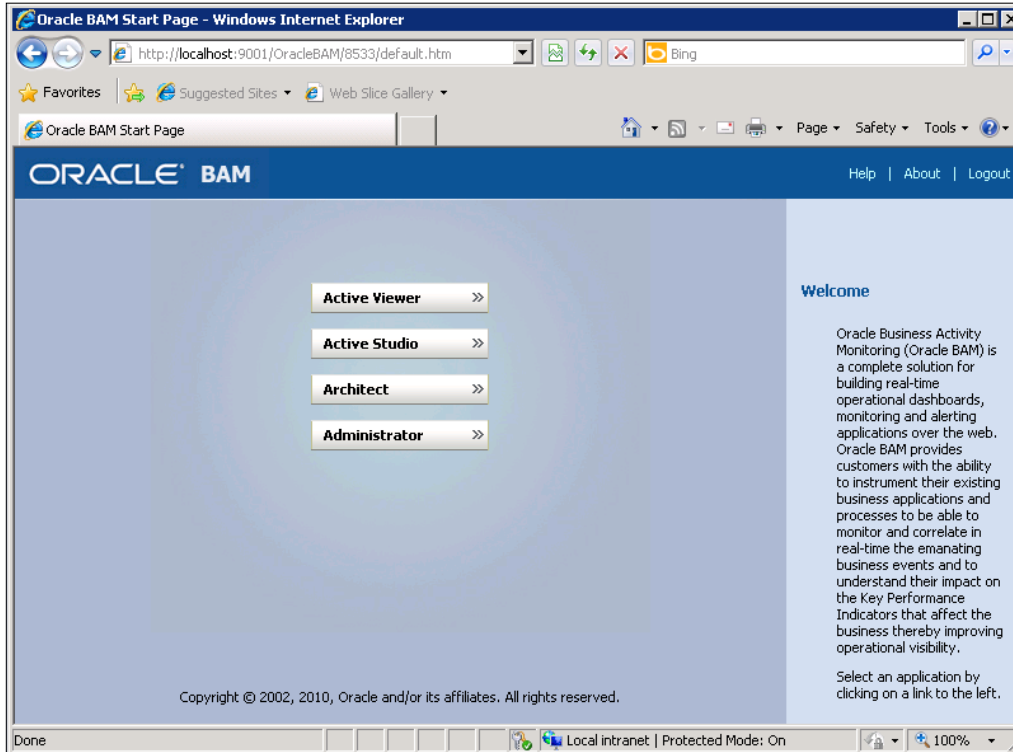 Oracle BAM Start Page - Windows Internet Explorer
http://localhost:9001/OracleBAM/8533/default.htm
Bing
Favorites
Suggested Sites
Web Slice Gallery
Oracle BAM Start Page
Page
Safety
Tools
ORACLE BAM
Help | About | Logout
Active Viewer
Active Studio
Architect
Administrator
Copyright © 2002, 2010, Oracle and/or its affiliates. All rights reserved.
Welcome
Oracle Business Activity
Monitoring (Oracle BAM) is
a complete solution for
building real-time
operational dashboards,
monitoring and alerting
applications over the web.
Oracle BAM provides
customers with the ability
to instrument their existing
business applications and
processes to be able to
monitor and correlate in
real-time the emanating
business events and to
understand their impact on
the Key Performance
Indicators that affect the
business thereby improving
operational visibility.
Select an application by
clicking on a link to the left.
Done
Local intranet | Protected Mode: On
100%